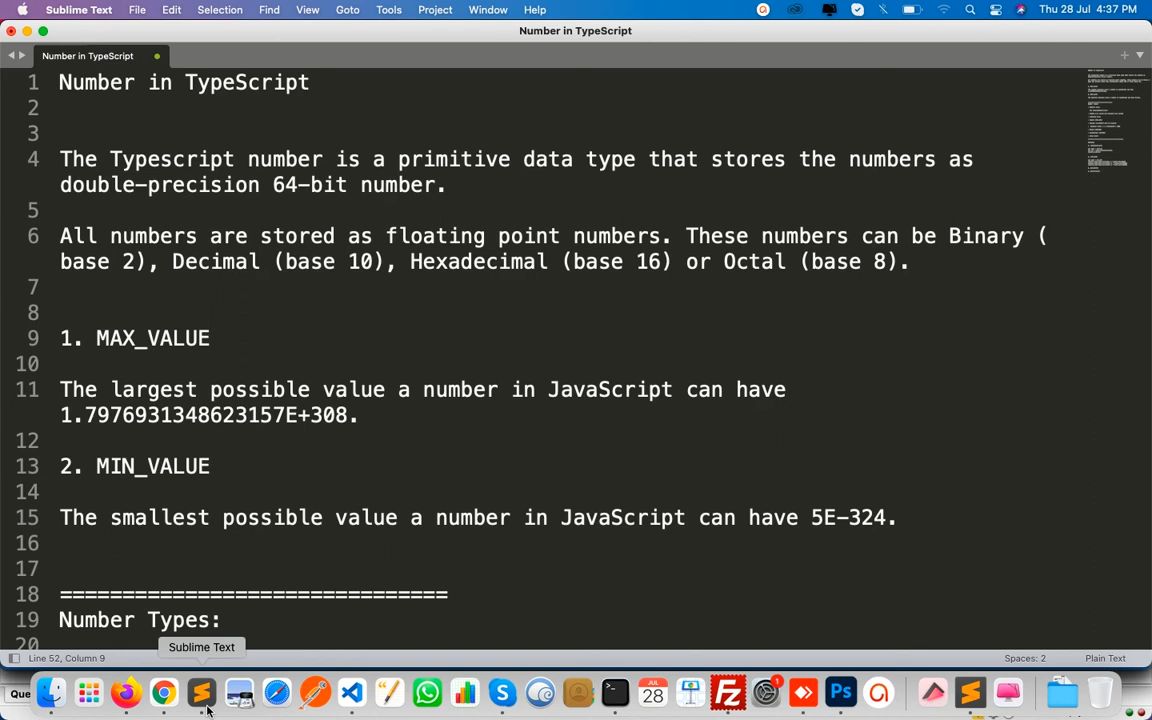 Sublime Text File Edit Selection Find View Goto Tools Project Window Help Thu 28 Jul 4:37 PM
Number in TypeScript
Number in TypeScript
1 Number in TypeScript
2
3
4 The Typescript number is a primitive data type that stores the numbers as
double-precision 64-bit number.
5
6 All numbers are stored as floating point numbers. These numbers can be Binary (
base 2), Decimal (base 10), Hexadecimal (base 16) or Octal (base 8).
7
8
9 1. MAX_VALUE
10
11 The largest possible value a number in JavaScript can have
1.7976931348623157E+308.
12
13 2. MIN_VALUE
14
15 The smallest possible value a number in JavaScript can have 5E-324.
16
17
18 ===============================
19 Number Types:
20
Sublime Text
Line 52, Column 9 Spaces: 2 Plain Text
Que
JUL
28
Fz
1
Ps